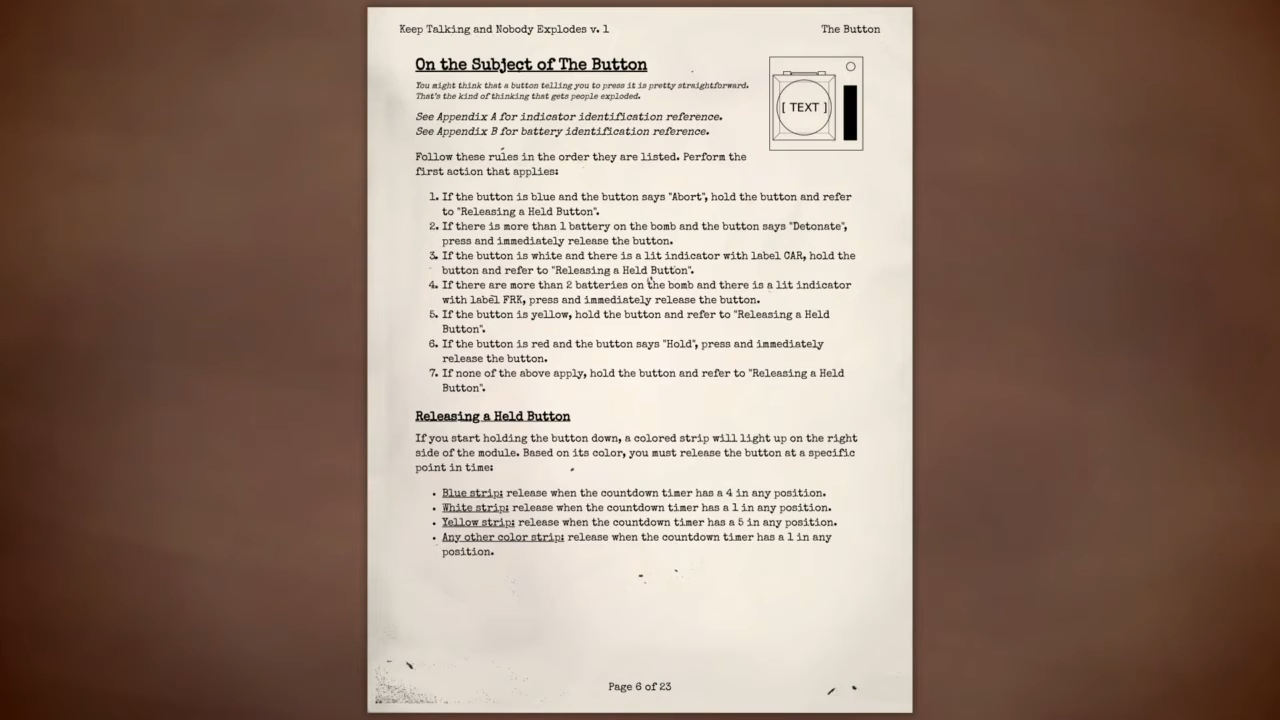 Keep Talking and Nobody Explodes v. 1
The Button
On the Subject of The Button
You might think that a button telling you to press it is pretty straightforward.
That's the kind of thinking that gets people exploded.
See Appendix A for indicator identification reference.
See Appendix B for battery identification reference.
[ TEXT ]
Follow these rules in the order they are listed. Perform the
first action that applies:
1. If the button is blue and the button says "Abort", hold the button and refer
to "Releasing a Held Button".
2. If there is more than 1 battery on the bomb and the button says "Detonate",
press and immediately release the button.
3. If the button is white and there is a lit indicator with label CAR, hold the
button and refer to "Releasing a Held Button".
4. If there are more than 2 batteries on the bomb and there is a lit indicator
with label FRK, press and immediately release the button.
5. If the button is yellow, hold the button and refer to "Releasing a Held
Button".
6. If the button is red and the button says "Hold", press and immediately
release the button.
7. If none of the above apply, hold the button and refer to "Releasing a Held
Button".
Releasing a Held Button
If you start holding the button down, a colored strip will light up on the right
side of the module. Based on its color, you must release the button at a specific
point in time:
• Blue strip: release when the countdown timer has a 4 in any position.
• White strip: release when the countdown timer has a 1 in any position.
• Yellow strip: release when the countdown timer has a 5 in any position.
• Any other color strip: release when the countdown timer has a 1 in any
position.
Page 6 of 23